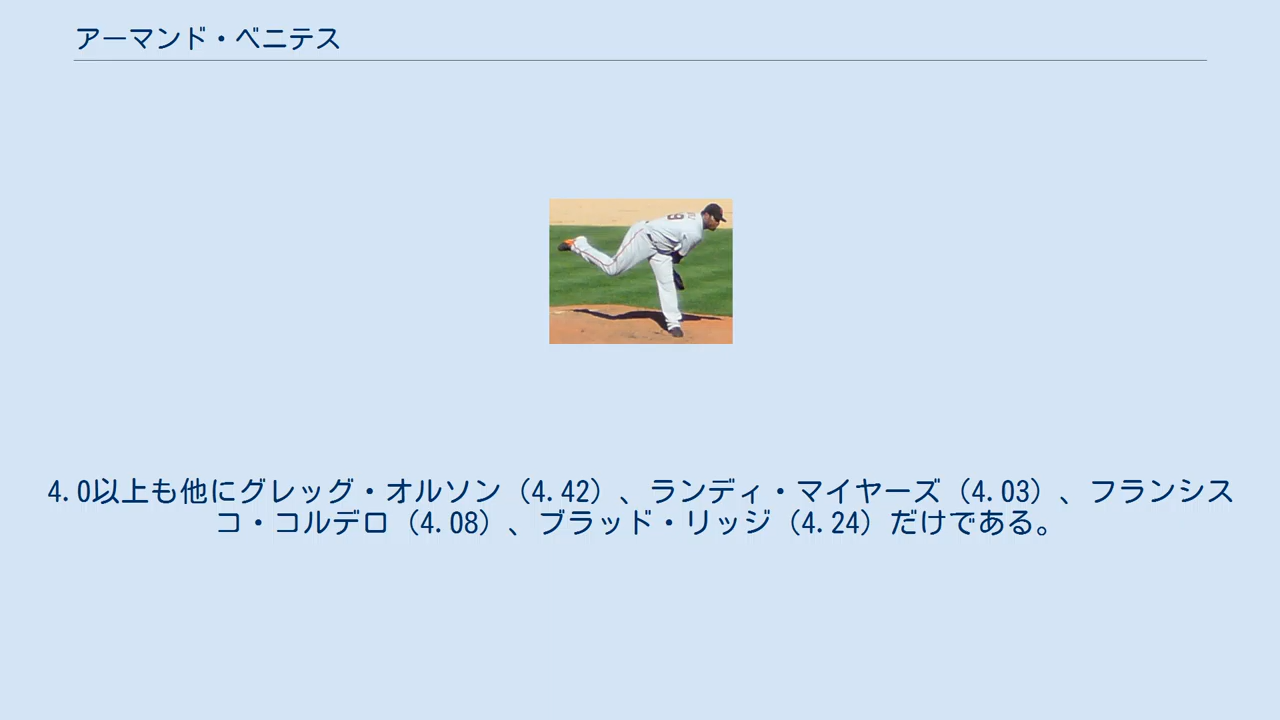 アーマンド・ベニテス
4.0以上も他にグレッグ・オルソン（4.42）、ランディ・マイヤーズ（4.03）、フランシス
コ・コルデロ（4.08）、ブラッド・リッジ（4.24）だけである。